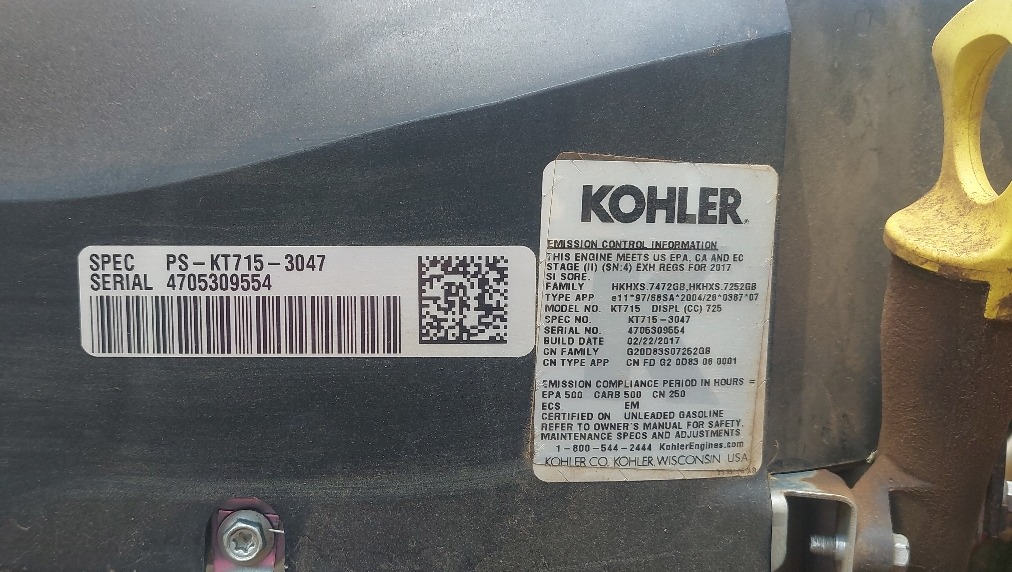 SPEC PS-KT715-3047
SERIAL 4705309554
KOHLER
EMISSION CONTROL INFORMATION
THIS ENGINE MEETS US EPA, CA AND EC
STAGE (II) (SN:4) EXH REGS FOR 2017
SI SORE.
FAMILY HKHXS.7472GB,HKHXS.7252GB
TYPE APP e11*97/68SA*2004/26*0387*07
MODEL NO. KT715 DISPL (CC) 725
SPEC NO. KT715-3047
SERIAL NO. 4705309554
BUILD DATE 02/22/2017
CN FAMILY G20D83S07252GB
CN TYPE APP CN FD G2 0D83 06 0001
EMISSION COMPLIANCE PERIOD IN HOURS =
EPA 500 CARB 500 CN 250
ECS EM
CERTIFIED ON UNLEADED GASOLINE
REFER TO OWNER'S MANUAL FOR SAFETY,
MAINTENANCE SPECS AND ADJUSTMENTS
1-800-544-2444 KohlerEngines.com
KOHLER CO. KOHLER, WISCONSIN USA